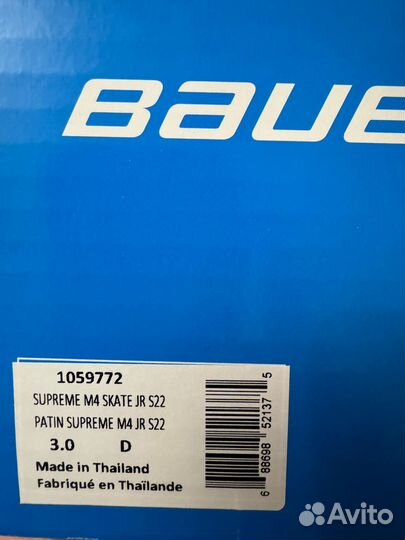 BAUE
1059772
SUPREME M4 SKATE JR S22
PATIN SUPREME M4 JR S22
3.0 D
Made in Thailand
Fabriqué en Thaïlande
6 88698 52137 5
Avito